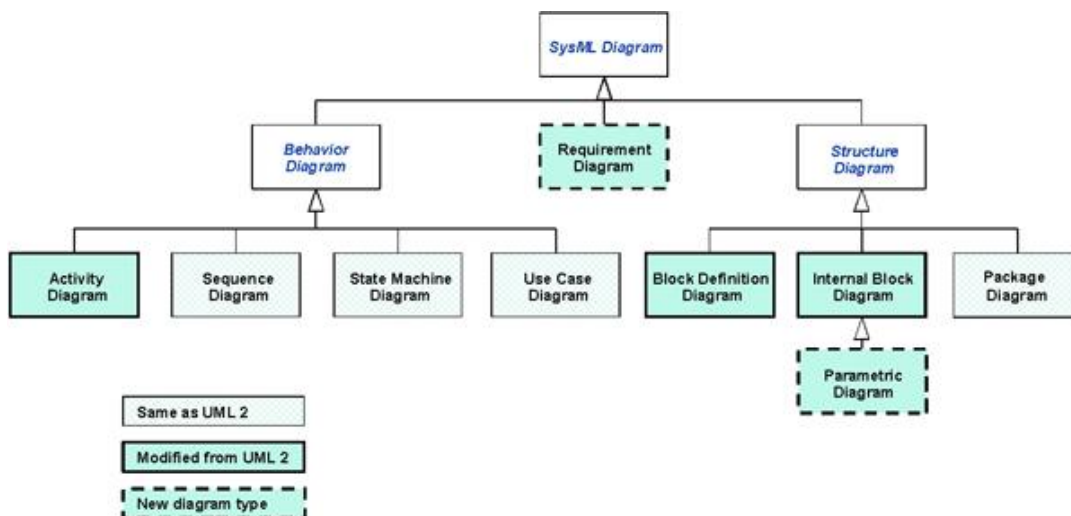 SysML Diagram
Behavior
Diagram
Requirement
Diagram
Structure
Diagram
Activity
Diagram
Sequence
Diagram
State Machine
Diagram
Use Case
Diagram
Block Definition
Diagram
Internal Block
Diagram
Package
Diagram
Parametric
Diagram
Same as UML 2
Modified from UML 2
New diagram type